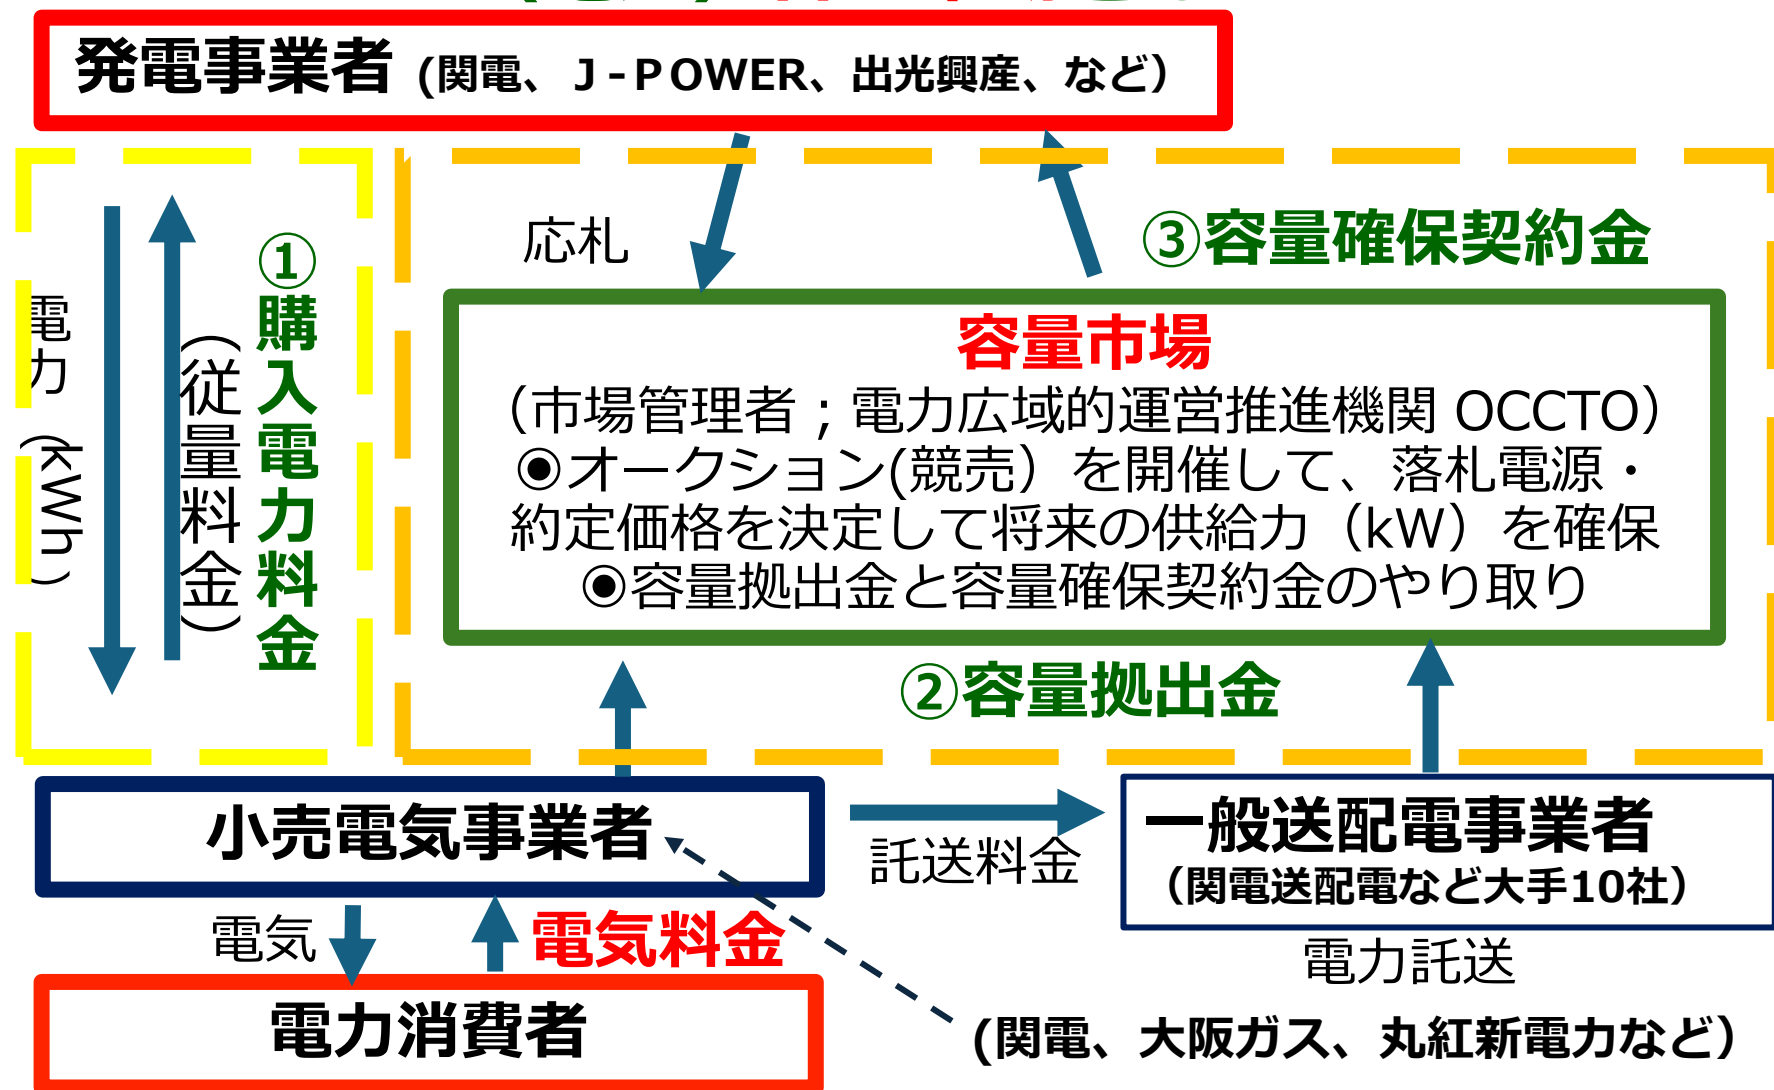 発電事業者 (関電、J-POWER、出光興産、など）
応札
③容量確保契約金
①購入電力料金
（従量料金）
電力（kWh）
容量市場
（市場管理者；電力広域的運営推進機関 OCCTO）
◉オークション(競売）を開催して、落札電源・
約定価格を決定して将来の供給力（kW）を確保
◉容量拠出金と容量確保契約金のやり取り
②容量拠出金
小売電気事業者
託送料金
一般送配電事業者
（関電送配電など大手10社）
電気
電気料金
電力託送
電力消費者
(関電、大阪ガス、丸紅新電力など）